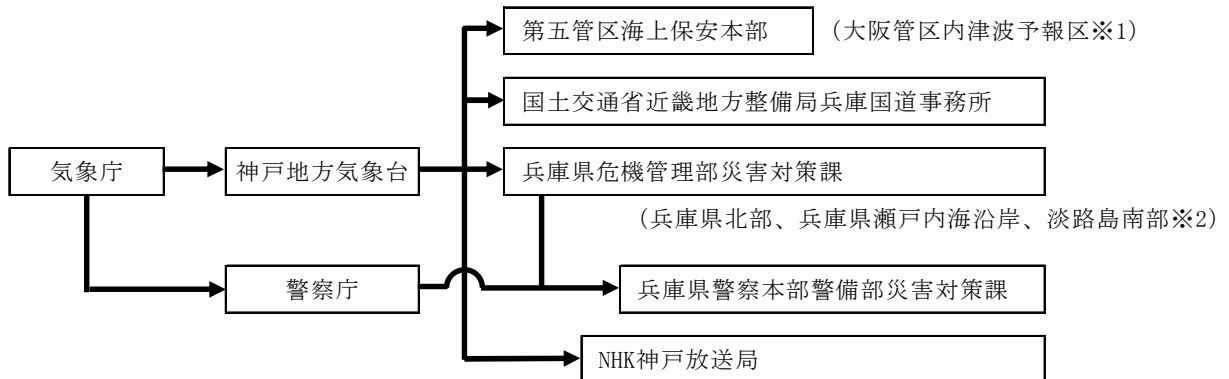 第五管区海上保安本部 (大阪管区内津波予報区※1)
国土交通省近畿地方整備局兵庫国道事務所
気象庁 神戸地方気象台 兵庫県危機管理部災害対策課
(兵庫県北部、兵庫県瀬戸内海沿岸、淡路島南部※2)
警察庁 兵庫県警察本部警備部災害対策課
NHK神戸放送局